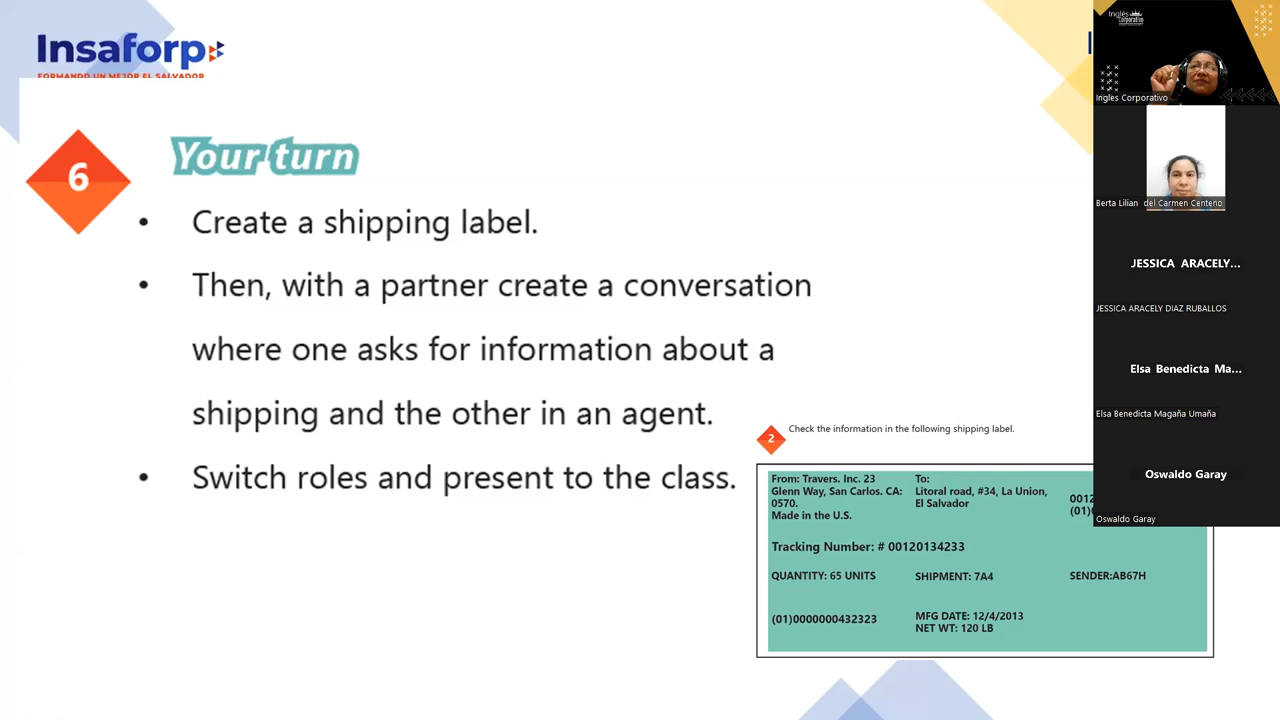 Insaforp
FORMANDO UN MEJOR EL SALVADOR
6
Your turn
• Create a shipping label.
• Then, with a partner create a conversation
where one asks for information about a
shipping and the other in an agent.
• Switch roles and present to the class.
2
Check the information in the following shipping label.
From: Travers. Inc. 23
Glenn Way, San Carlos. CA:
0570.
Made in the U.S.
To:
Litoral road, #34, La Union,
El Salvador
0012
(01)0
Tracking Number: # 00120134233
QUANTITY: 65 UNITS
SHIPMENT: 7A4
SENDER:AB67H
(01)0000000432323
MFG DATE: 12/4/2013
NET WT: 120 LB
Inglés
Corporativo
Ingles Corporativo
Berta Lilian del Carmen Centeno
JESSICA ARACELY...
JESSICA ARACELY DIAZ RUBALLOS
Elsa Benedicta Ma...
Elsa Benedicta Magaña Umaña
Oswaldo Garay
Oswaldo Garay